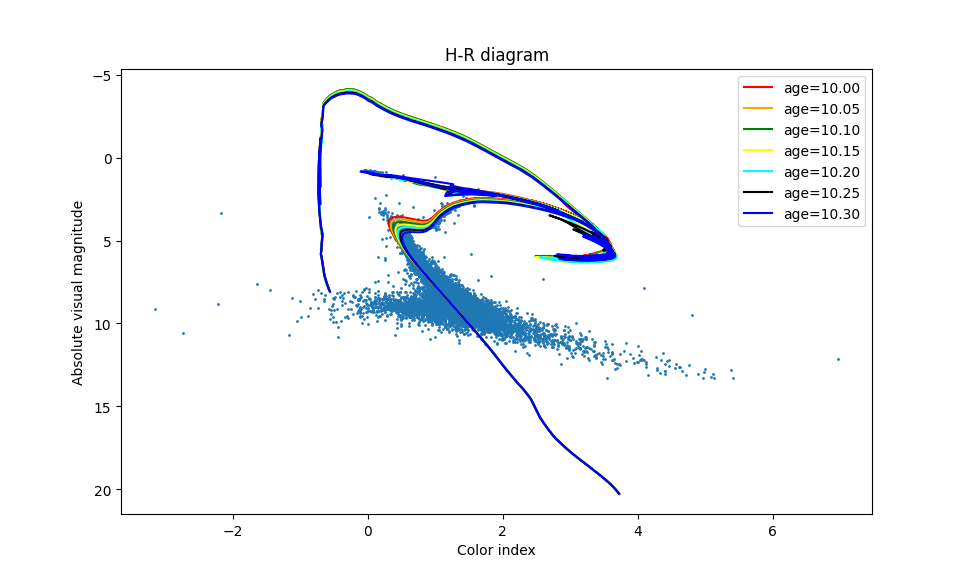 H-R diagram
−5
0
5
10
15
20
Absolute visual magnitude
−2
0
2
4
6
Color index
age=10.00
age=10.05
age=10.10
age=10.15
age=10.20
age=10.25
age=10.30